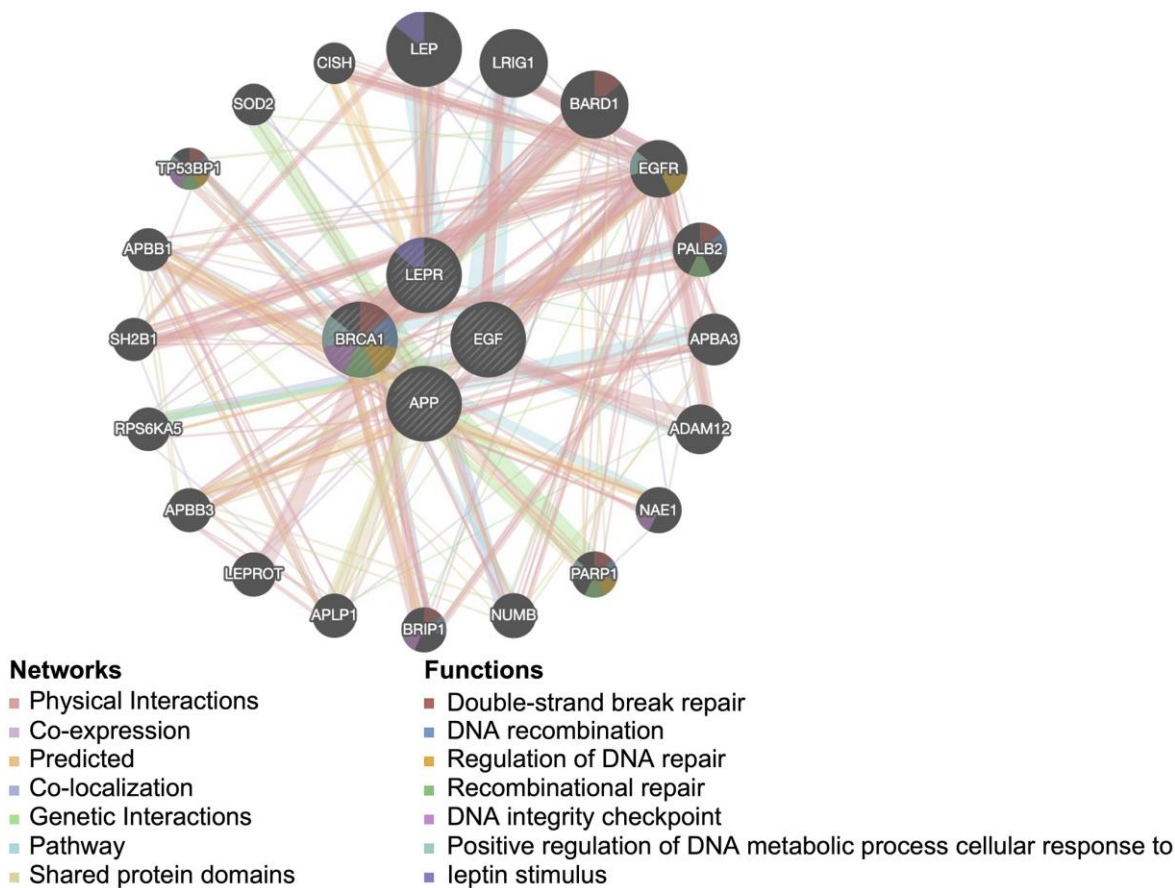 LEP
LRIG1
CISH
BARD1
SOD2
EGFR
TP53BP1
PALB2
APBB1
LEPR
SH2B1
BRCA1
EGF
APBA3
APP
RPS6KA5
ADAM12
APBB3
NAE1
LEPROT
PARP1
APLP1
BRIP1
NUMB
Networks
Physical Interactions
Co-expression
Predicted
Co-localization
Genetic Interactions
Pathway
Shared protein domains
Functions
Double-strand break repair
DNA recombination
Regulation of DNA repair
Recombinational repair
DNA integrity checkpoint
Positive regulation of DNA metabolic process cellular response to
leptin stimulus